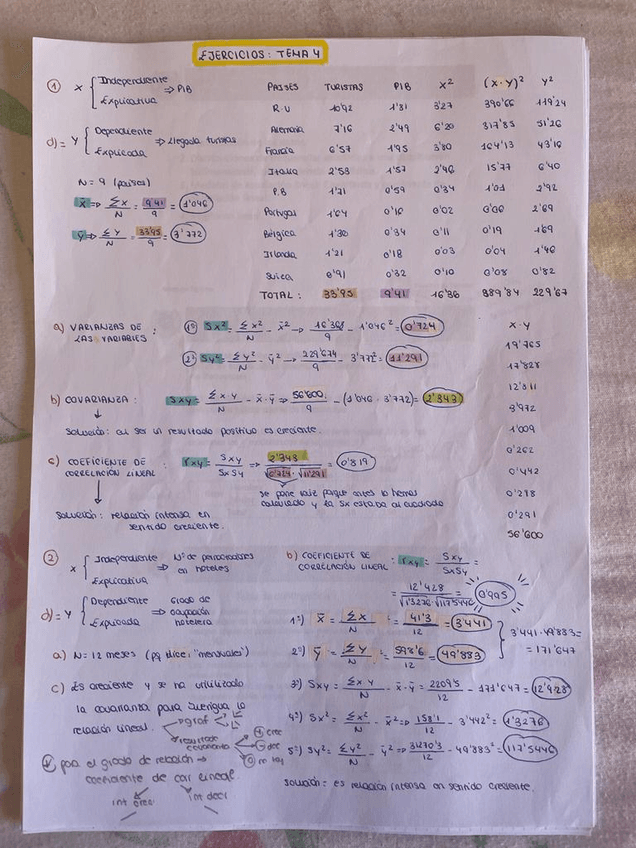 EJERCICIOS: TEMA 4
① X { Independiente
Explicativa ⇒ PIB
d) = Y { Dependiente
Explicada ⇒ Llegada turistas
N = 9 (países)
x̄ ⇒ ΣX / N = 9'41 / 9 = 1'046
ȳ ⇒ ΣY / N = 33'95 / 9 = 3'772
PAISES TURISTAS PIB X² (X·Y)² Y²
R.U 10'92 1'81 3'27 390'66 119'24
Alemania 7'16 2'49 6'20 317'85 51'26
Francia 6'57 1'95 3'80 164'13 43'16
Italia 2'53 1'57 2'46 15'77 6'40
P.B 1'71 0'59 0'34 1'01 2'92
Portugal 1'64 0'16 0'02 0'06 2'69
Bélgica 1'30 0'34 0'11 0'19 1'69
Irlanda 1'21 0'18 0'03 0'04 1'46
Suiza 0'91 0'32 0'10 0'08 0'82
TOTAL: 33'95 9'41 16'36 889'84 229'67
a) VARIANZAS DE LAS VARIABLES:
1º Sx² = Σx² / N - x̄² → 16'368 / 9 - 1'046² = 0'724
2º Sy² = Σy² / N - ȳ² → 229'674 / 9 - 3'772² = 11'291
b) COVARIANZA: Sxy = Σx·y / N - x̄·ȳ ⇒ 56'600 / 9 - (1'046 · 3'772) = 2'343
Solución: al ser un resultado positivo es creciente.
c) COEFICIENTE DE CORRELACIÓN LINEAL: rxy = Sxy / SxSy ⇒ 2'343 / √0'724 · √11'291 = 0'819
se pone raiz porque antes lo hemos
calculado y la Sx estaba al cuadrado
Solución: relación intensa en
sentido creciente.
X·Y
19'765
17'828
12'811
3'972
1'009
0'262
0'442
0'218
0'291
56'600
② X { Independiente
Explicativa ⇒ Nº de pernoctaciones en hoteles
d) = Y { Dependiente
Explicada ⇒ Grado de ocupación hotelera
a) N = 12 meses (pq dice: "mensuales")
c) Es creciente y se ha utilizado
la covarianza para averiguar la
relación lineal.
→ graf
→ resultado covarianza
⊕ crec
⊖ dec
⓪ no hay
por el grado de relación →
coeficiente de cor lineal.
int crec int decr
b) COEFICIENTE DE CORRELACIÓN LINEAL: rxy = Sxy / SxSy =
= 12'428 / √1'3276 · √117'5446 = 0'995
1º) x̄ = ΣX / N = 41'3 / 12 = 3'441
2º) ȳ = ΣY / N = 598'6 / 12 = 49'883
3'441 · 49'883 =
= 171'647
3º) Sxy = Σxy / N - x̄·ȳ = 2209'5 / 12 - 171'647 = 12'428
4º) Sx² = Σx² / N - x̄² ⇒ 158'1 / 12 - 3'442² = 1'3276
5º) Sy² = Σy² / N - ȳ² ⇒ 31270'3 / 12 - 49'883² = 117'5446
Solución: es relación intensa en sentido creciente.